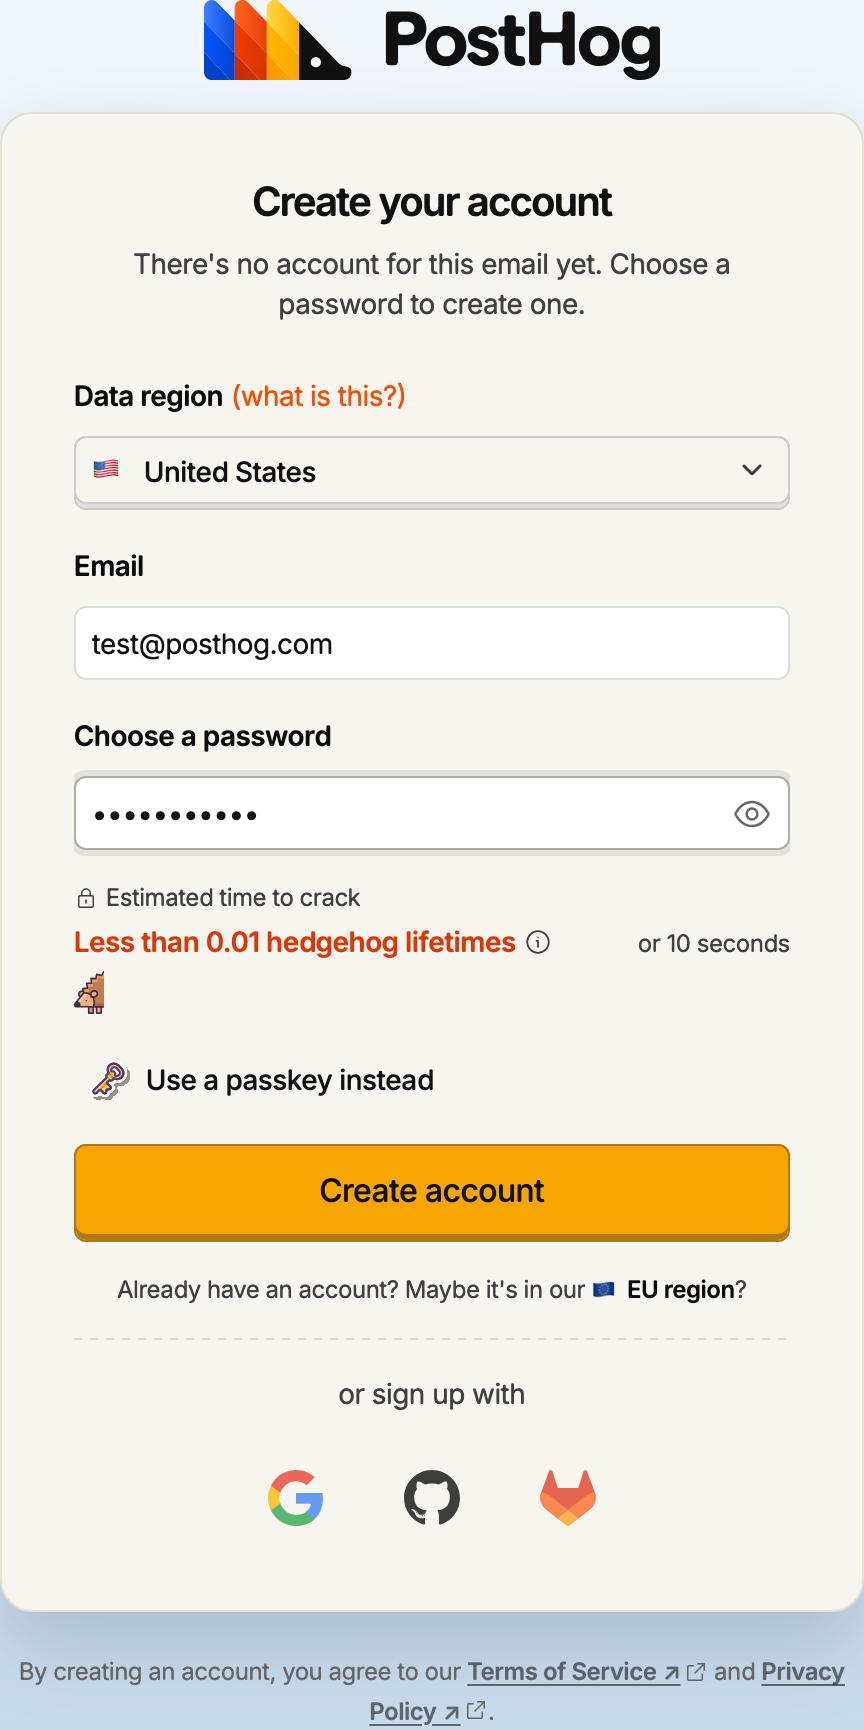 PostHog
Create your account
There's no account for this email yet. Choose a
password to create one.
Data region (what is this?)
United States
Email
test@posthog.com
Choose a password
•••••••••••
Estimated time to crack
Less than 0.01 hedgehog lifetimes or 10 seconds
Use a passkey instead
Create account
Already have an account? Maybe it's in our EU region?
or sign up with
By creating an account, you agree to our Terms of Service ↗ and Privacy
Policy ↗.